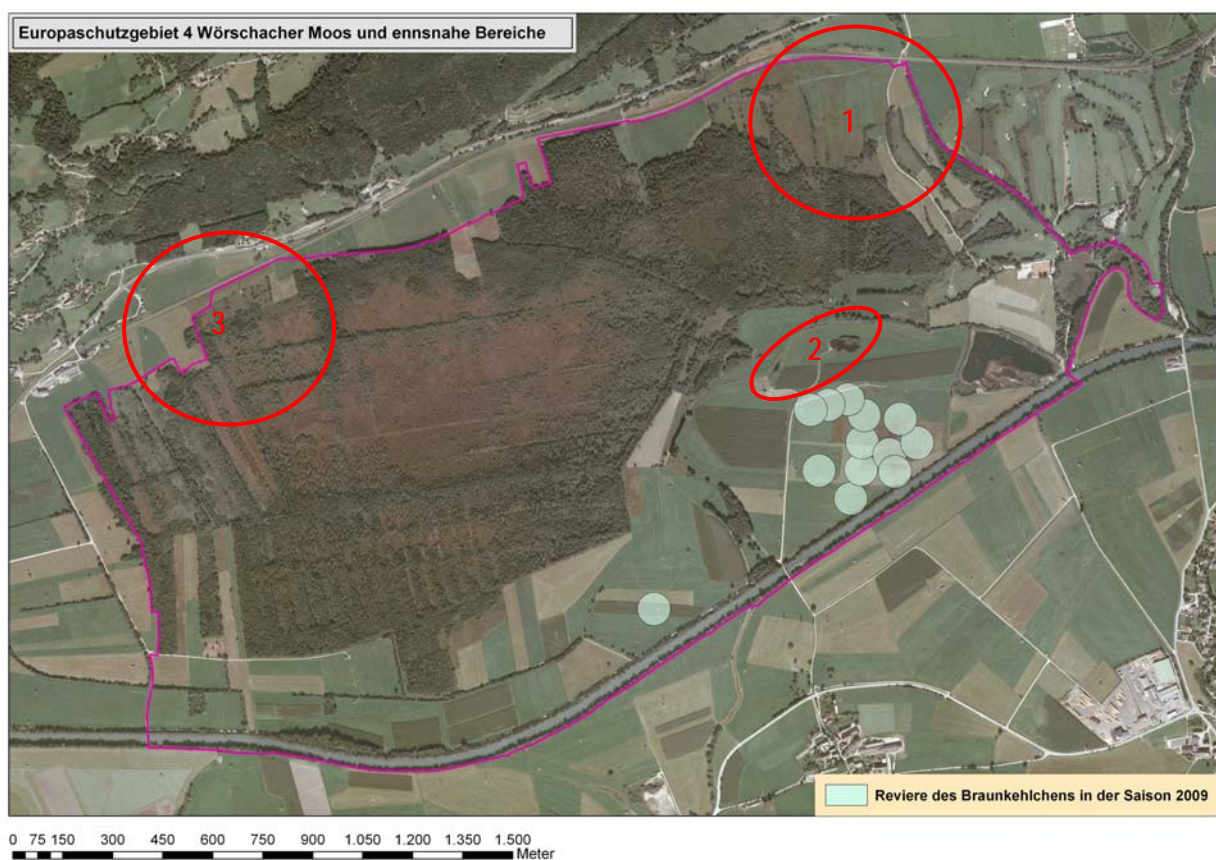 Europaschutzgebiet 4 Wörschacher Moos und ennsnahe Bereiche
1
3
2
Reviere des Braunkehlchens in der Saison 2009
0 75 150 300 450 600 750 900 1.050 1.200 1.350 1.500
Meter